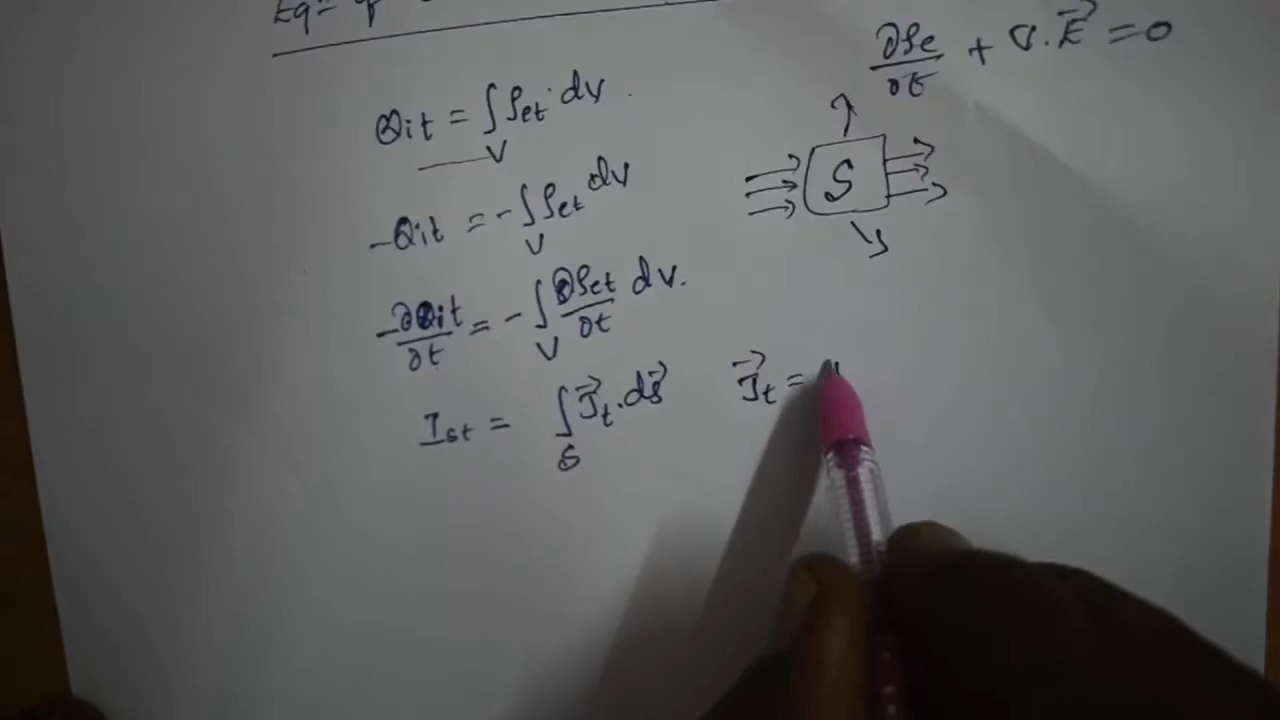 ∂ρe/∂t + ∇.E⃗ = 0
Qit = ∫V ρet . dv
-Qit = -∫V ρet dv
-∂Qit/∂t = -∫V ∂ρet/∂t dv.
Ist = ∫S J⃗t . ds⃗ J⃗t =
S